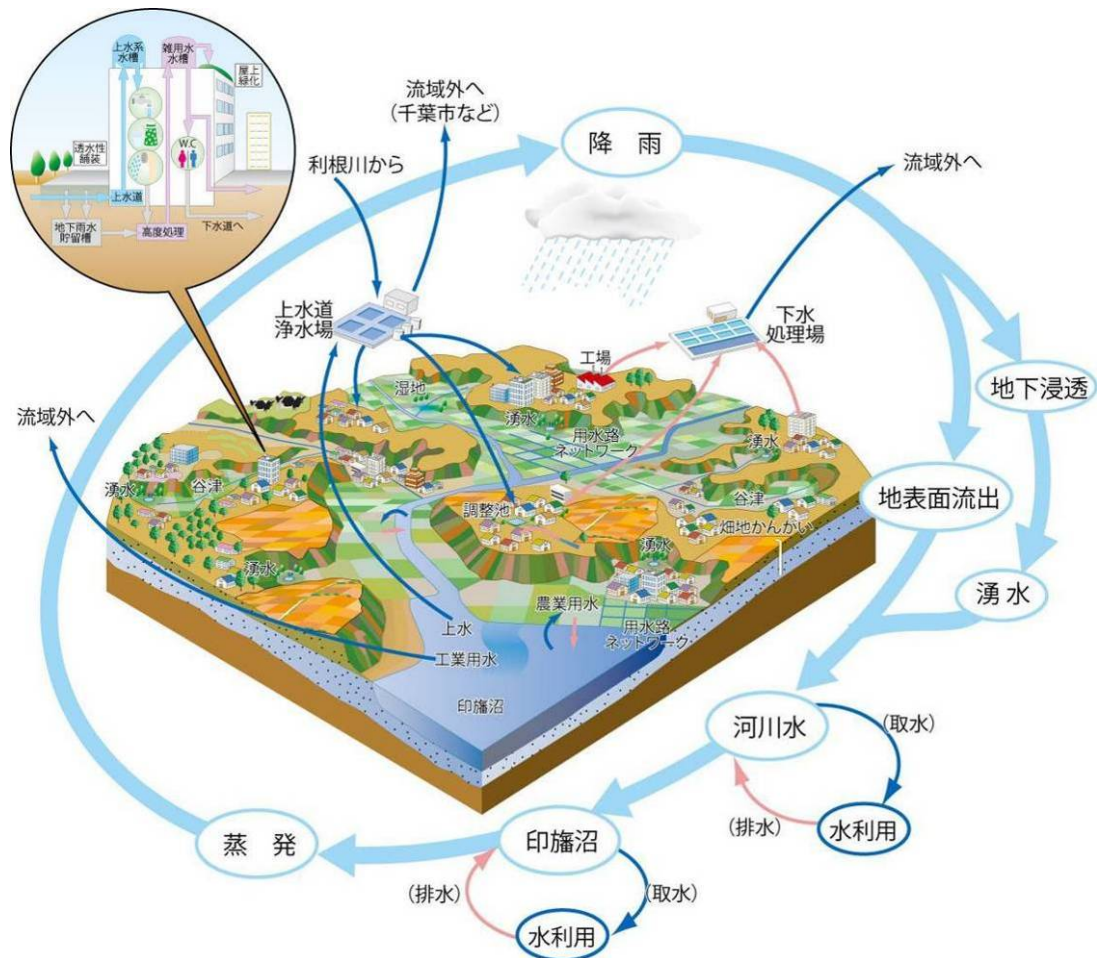 上水系
水槽
雑用水
水槽
屋上
緑化
透水性
舗装
W.C
上水道
地下雨水
貯留槽
高度処理
下水道へ
流域外へ
(千葉市など)
利根川から
降 雨
流域外へ
上水道
浄水場
下水
処理場
工場
湿地
湧水
用水路
ネットワーク
湧水
地下浸透
流域外へ
湧水
谷津
調整池
谷津
畑地かんがい
地表面流出
湧水
湧水
湧水
農業用水
上水
用水路
ネットワーク
工業用水
印旛沼
河川水
(取水)
(排水)
水利用
蒸 発
印旛沼
(排水)
(取水)
水利用